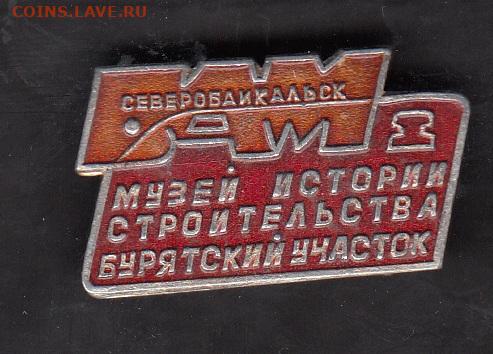 COINS.LAVE.RU
БАМ
СЕВЕРОБАЙКАЛЬСК
МУЗЕЙ ИСТОРИИ
СТРОИТЕЛЬСТВА
БУРЯТСКИЙ УЧАСТОК